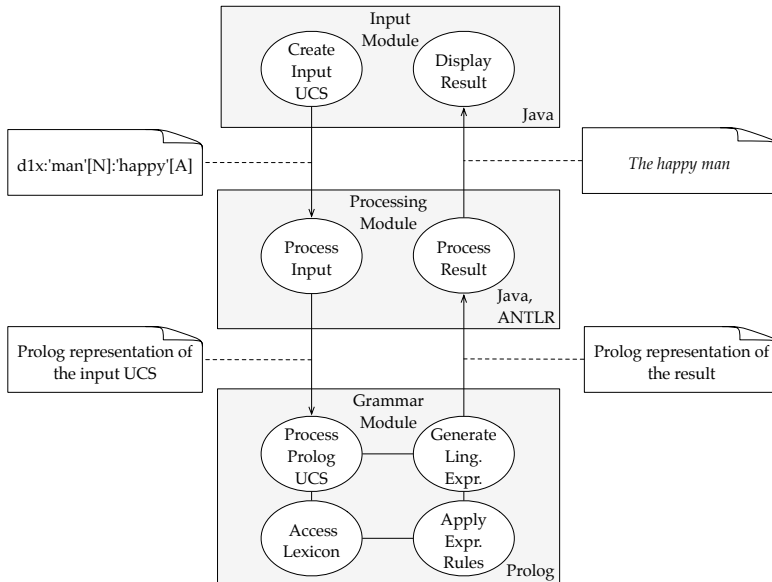 Input
Module
Create
Input
UCS
Display
Result
Java
d1x:'man'[N]:'happy'[A]
The happy man
Processing
Module
Process
Input
Process
Result
Java,
ANTLR
Prolog representation of
the input UCS
Prolog representation of
the result
Grammar
Module
Process
Prolog
UCS
Generate
Ling.
Expr.
Access
Lexicon
Apply
Expr.
Rules
Prolog